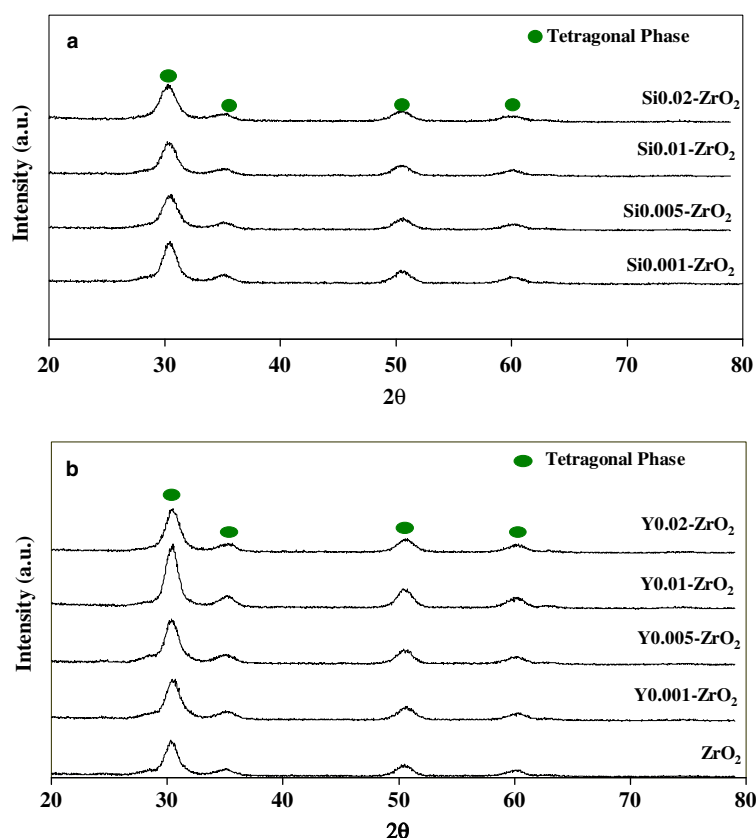 a
Tetragonal Phase
Si0.02-ZrO₂
Si0.01-ZrO₂
Si0.005-ZrO₂
Si0.001-ZrO₂
Intensity (a.u.)
20 30 40 50 60 70 80
2θ
b
Tetragonal Phase
Y0.02-ZrO₂
Y0.01-ZrO₂
Y0.005-ZrO₂
Y0.001-ZrO₂
ZrO₂
Intensity (a.u.)
20 30 40 50 60 70 80
2θ